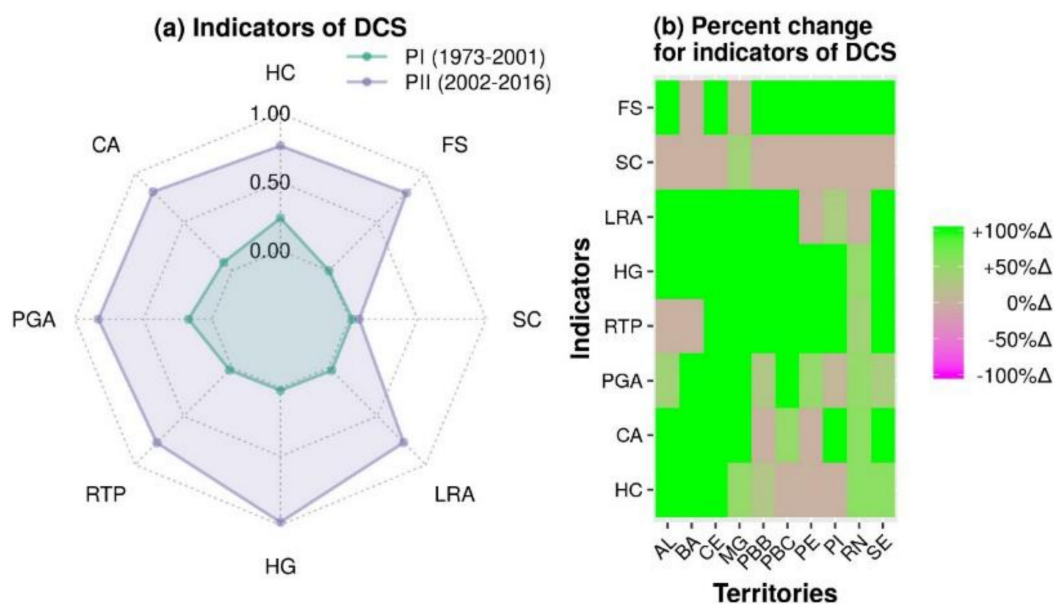 (a) Indicators of DCS
PI (1973-2001)
PII (2002-2016)
HC
FS
SC
LRA
HG
RTP
PGA
CA
1.00
0.50
0.00
(b) Percent change
for indicators of DCS
Indicators
FS
SC
LRA
HG
RTP
PGA
CA
HC
AL BA CE MG PBB PBC PE PI RN SE
Territories
+100%Δ
+50%Δ
0%Δ
-50%Δ
-100%Δ